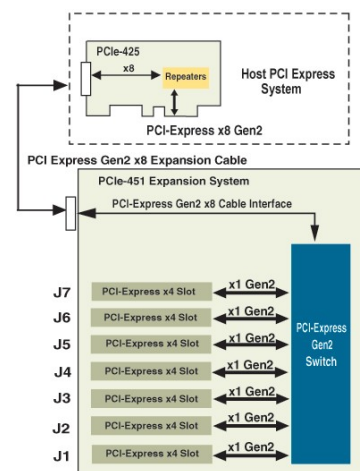 PCIe-425
x8
Repeaters
Host PCI Express
System
PCI-Express x8 Gen2
PCI Express Gen2 x8 Expansion Cable
PCIe-451 Expansion System
PCI-Express Gen2 x8 Cable Interface
J7 PCI-Express x4 Slot x1 Gen2
J6 PCI-Express x4 Slot x1 Gen2
J5 PCI-Express x4 Slot x1 Gen2
J4 PCI-Express x4 Slot x1 Gen2
J3 PCI-Express x4 Slot x1 Gen2
J2 PCI-Express x4 Slot x1 Gen2
J1 PCI-Express x4 Slot x1 Gen2
PCI-Express
Gen2
Switch